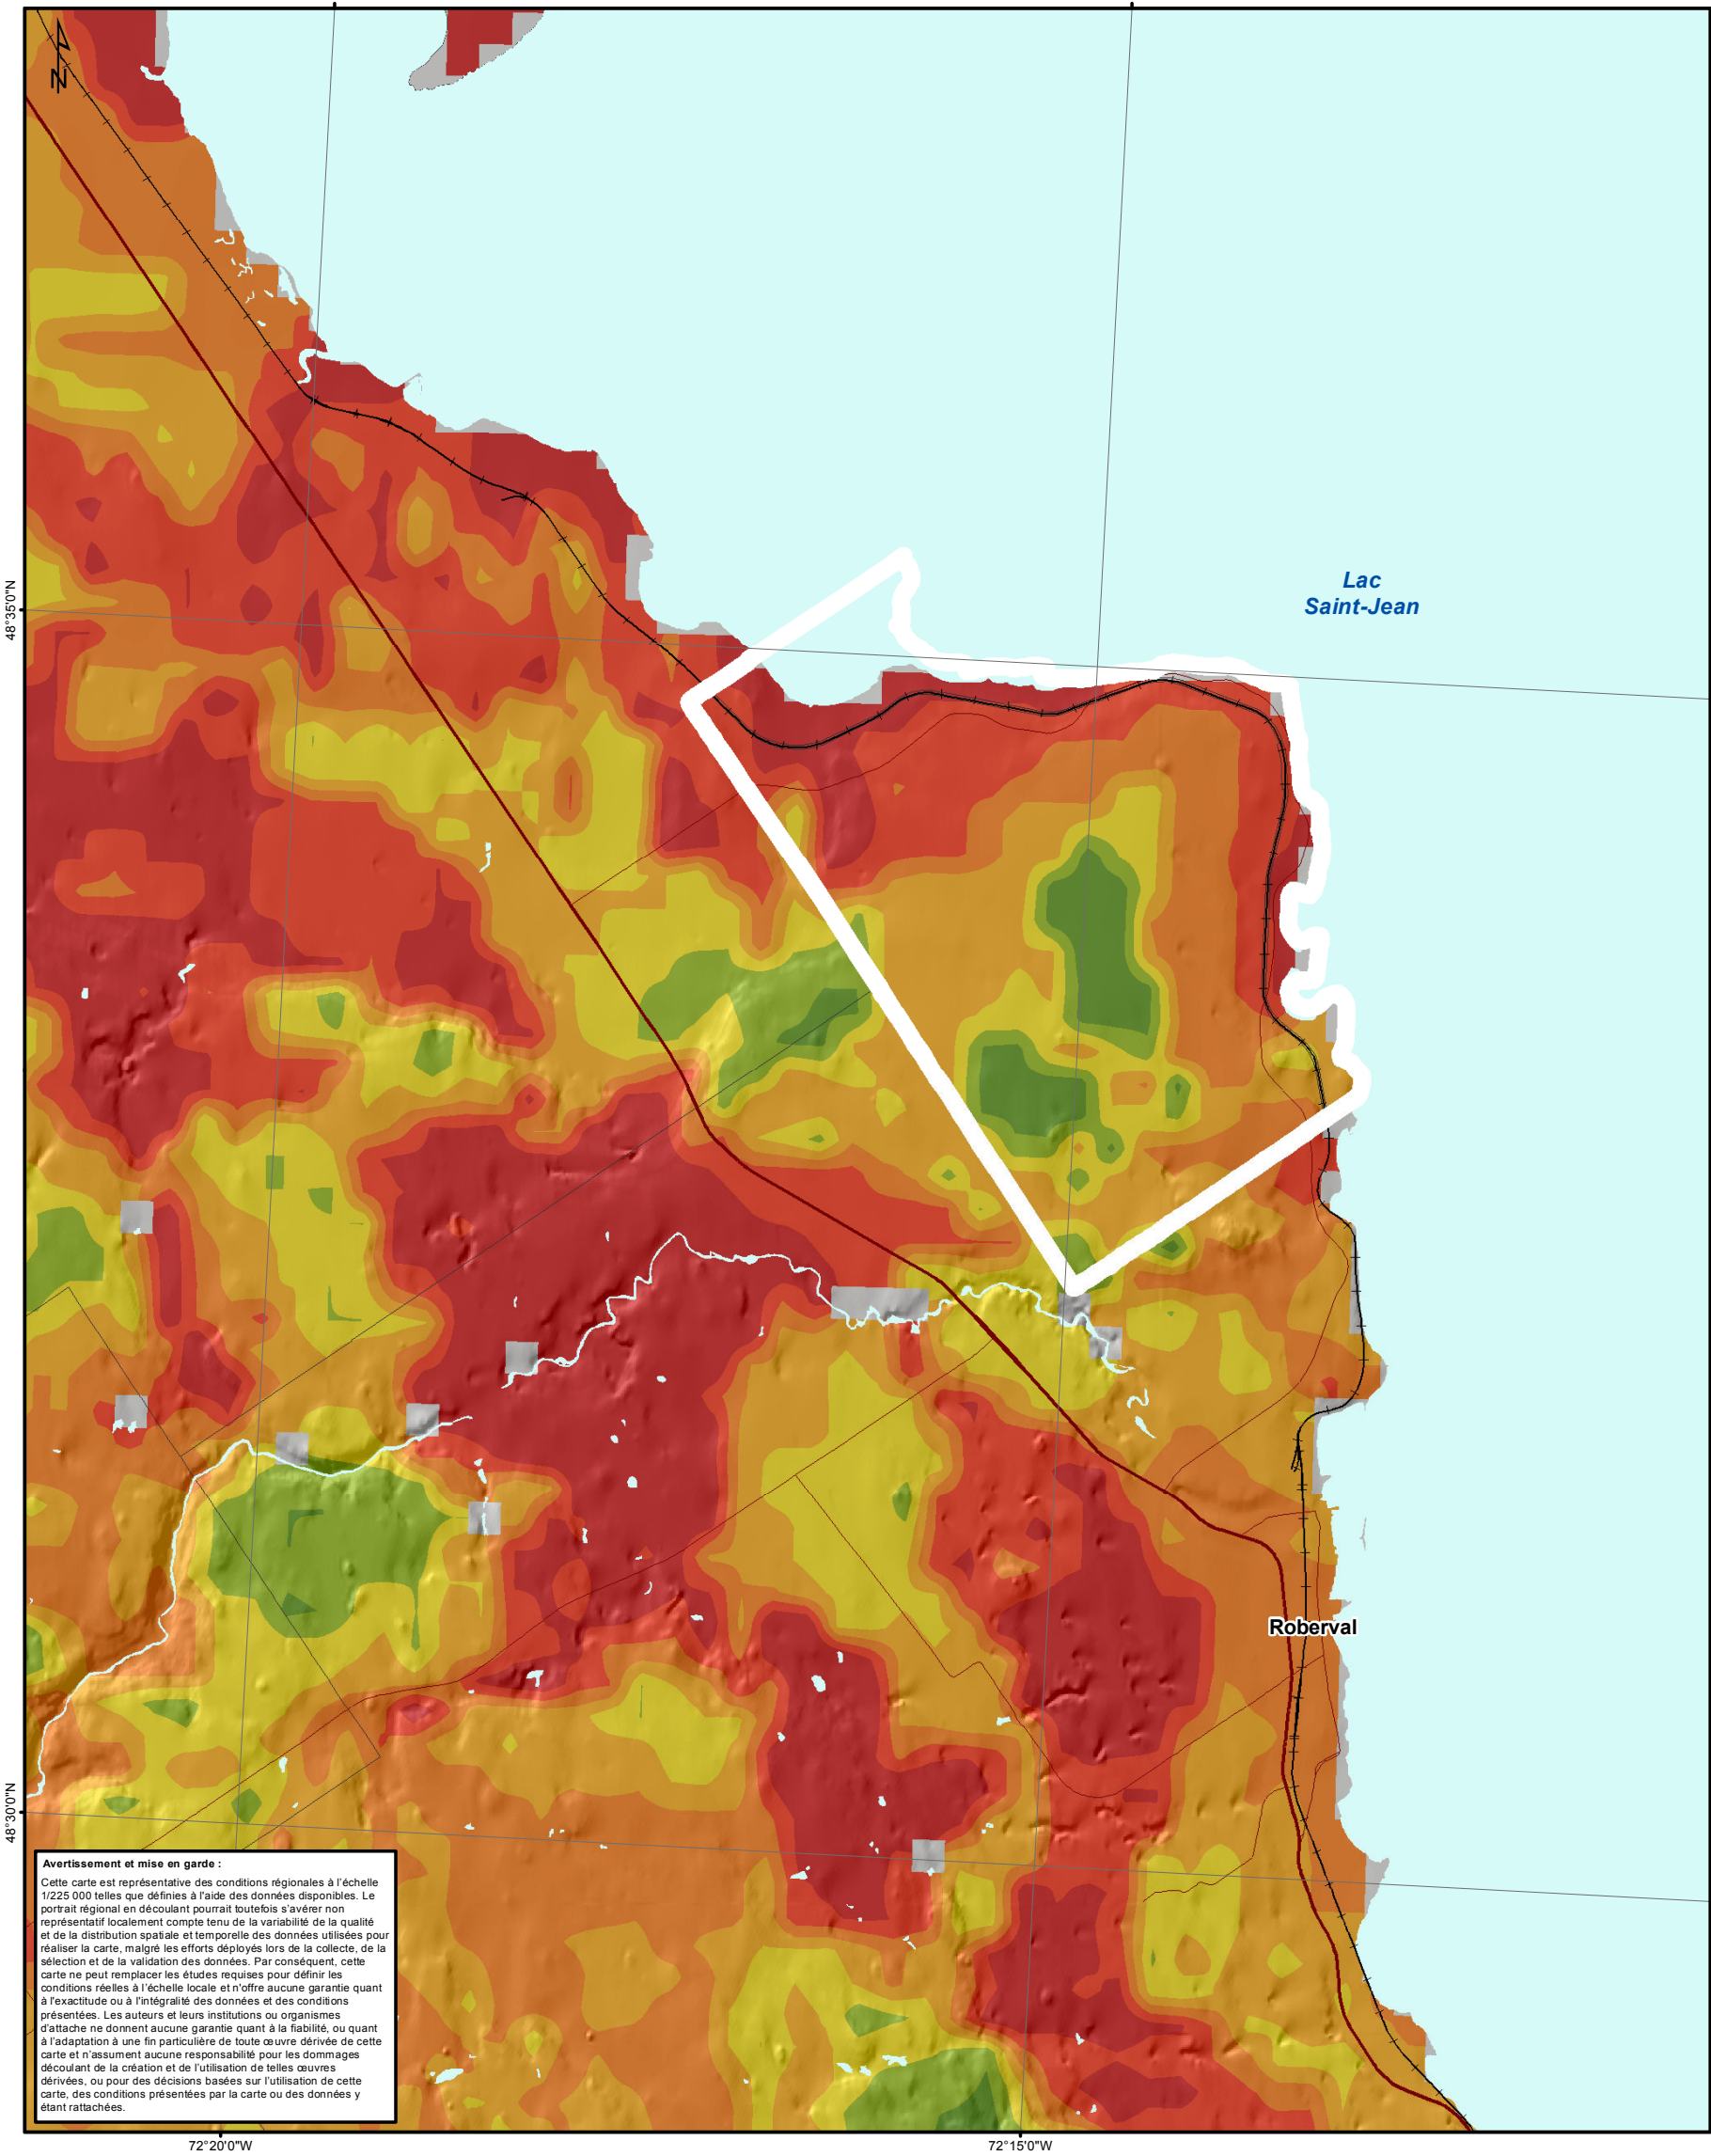 N
48°35'0"N
Lac
Saint-Jean
Roberval
48°30'0"N
Avertissement et mise en garde :
Cette carte est représentative des conditions régionales à l'échelle
1/225 000 telles que définies à l'aide des données disponibles. Le
portrait régional en découlant pourrait toutefois s'avérer non
représentatif localement compte tenu de la variabilité de la qualité
et de la distribution spatiale et temporelle des données utilisées pour
réaliser la carte, malgré les efforts déployés lors de la collecte, de la
sélection et de la validation des données. Par conséquent, cette
carte ne peut remplacer les études requises pour définir les
conditions réelles à l'échelle locale et n'offre aucune garantie quant
à l'exactitude ou à l'intégralité des données et des conditions
présentées. Les auteurs et leurs institutions ou organismes
d'attache ne donnent aucune garantie quant à la fiabilité, ou quant
à l'adaptation à une fin particulière de toute œuvre dérivée de cette
carte et n'assument aucune responsabilité pour les dommages
découlant de la création et de l'utilisation de telles œuvres
dérivées, ou pour des décisions basées sur l'utilisation de cette
carte, des conditions présentées par la carte ou des données y
étant rattachées.
72°20'0"W
72°15'0"W